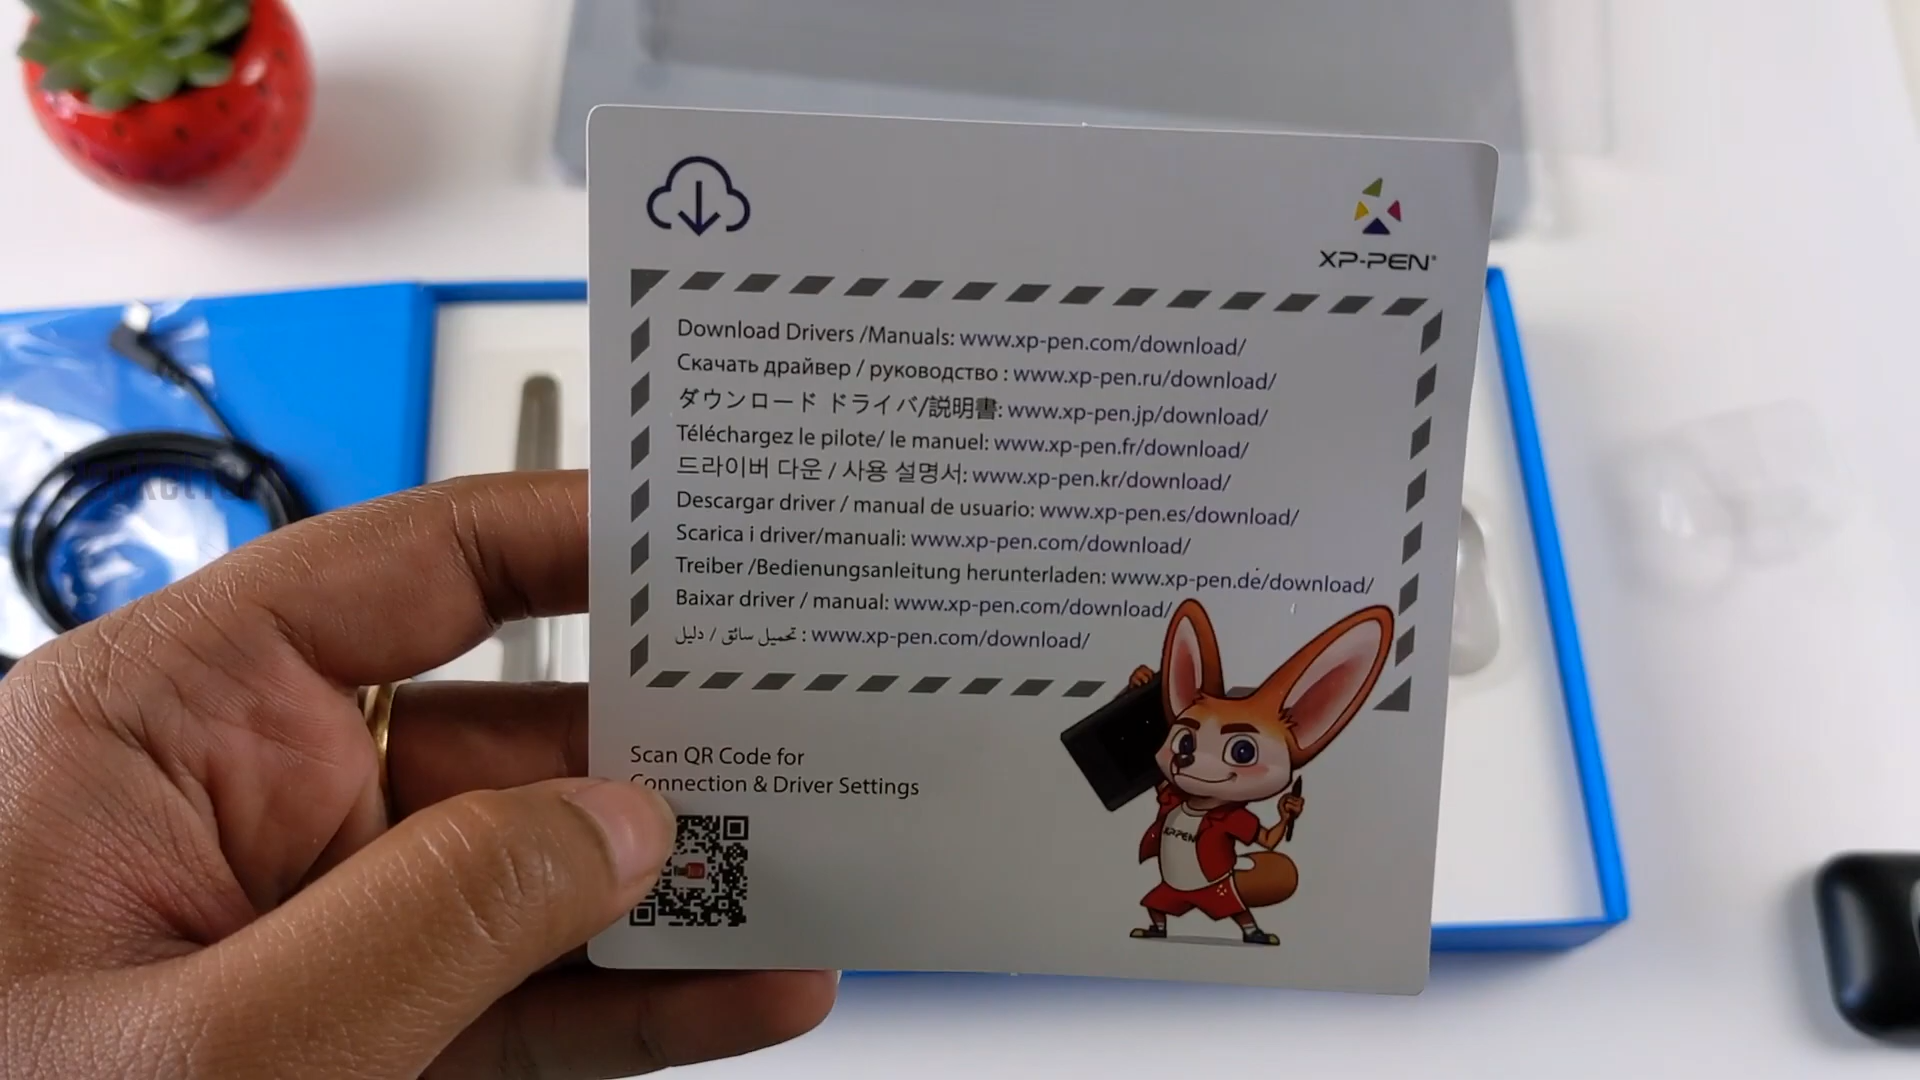 XP-PEN
Download Drivers /Manuals: www.xp-pen.com/download/
Скачать драйвер / руководство : www.xp-pen.ru/download/
ダウンロード ドライバ/説明書: www.xp-pen.jp/download/
Téléchargez le pilote/ le manuel: www.xp-pen.fr/download/
드라이버 다운 / 사용 설명서: www.xp-pen.kr/download/
Descargar driver / manual de usuario: www.xp-pen.es/download/
Scarica i driver/manuali: www.xp-pen.com/download/
Treiber /Bedienungsanleitung herunterladen: www.xp-pen.de/download/
Baixar driver / manual: www.xp-pen.com/download/
تحميل سائق / دليل : www.xp-pen.com/download/
Scan QR Code for
Connection & Driver Settings
XP-PEN